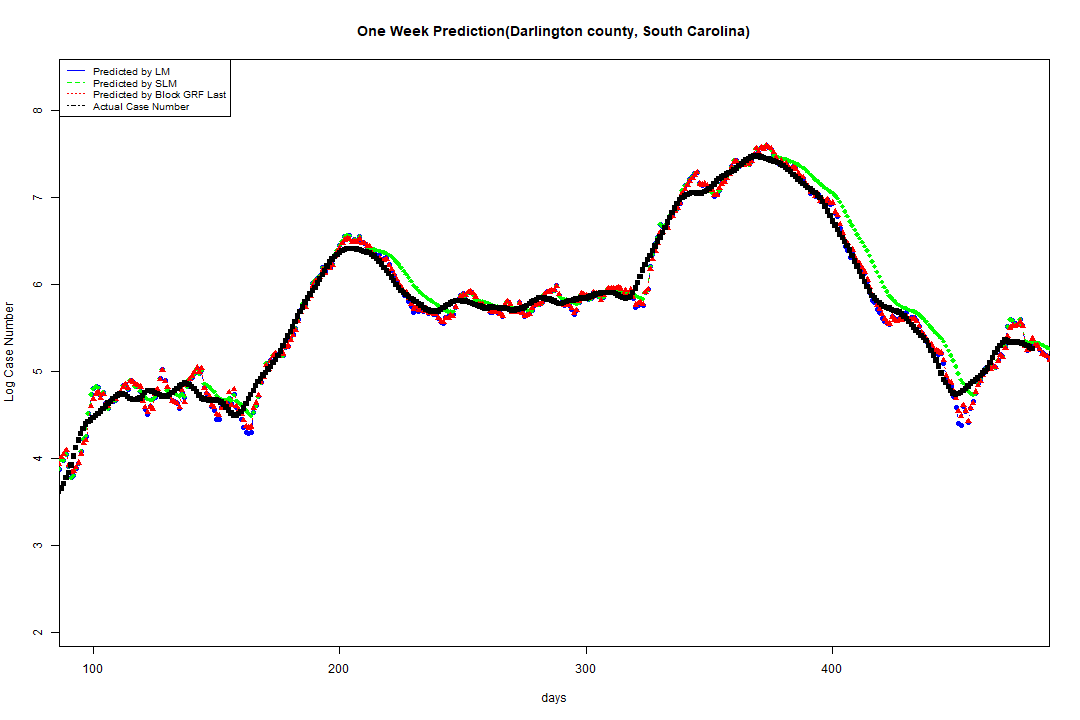 One Week Prediction(Darlington county, South Carolina)
Predicted by LM
Predicted by SLM
Predicted by Block GRF Last
Actual Case Number
8
7
6
5
4
3
2
Log Case Number
100 200 300 400
days